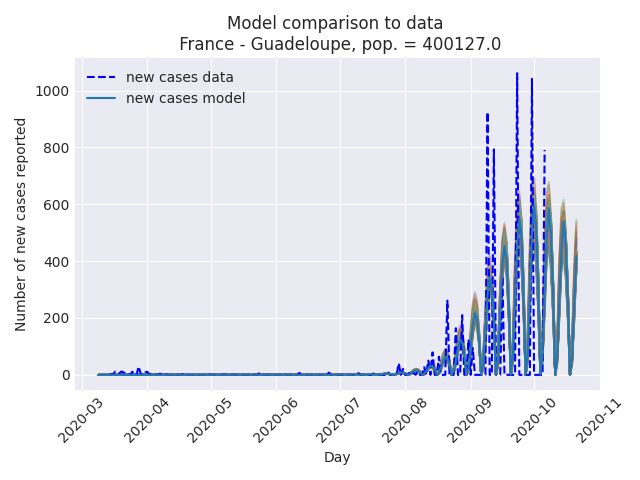 Model comparison to data
France - Guadeloupe, pop. = 400127.0
new cases data
new cases model
Number of new cases reported
1000
800
600
400
200
0
2020-03
2020-04
2020-05
2020-06
2020-07
2020-08
2020-09
2020-10
2020-11
Day